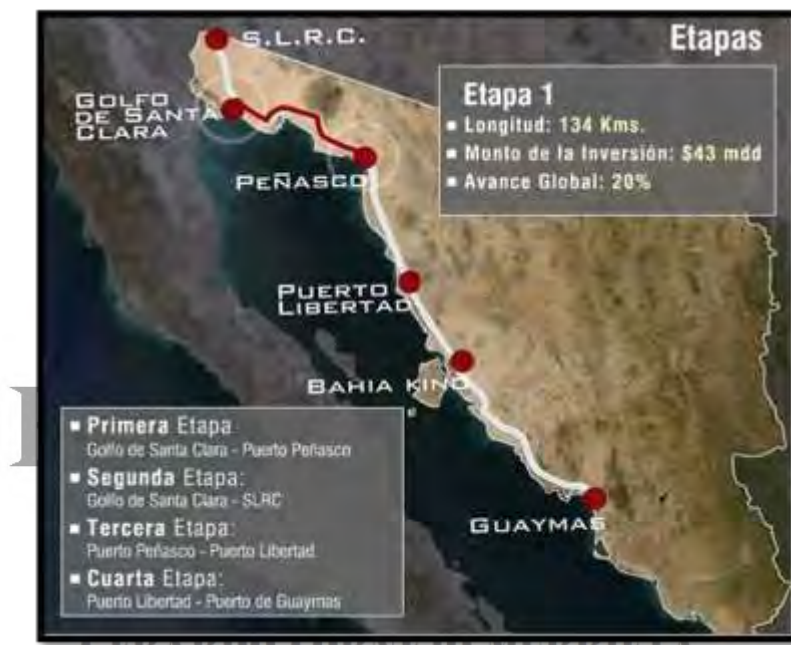 Etapas
S.L.R.C.
GOLFO
DE SANTA
CLARA
PEÑASCO
PUERTO
LIBERTAD
BAHIA KINO
GUAYMAS
Etapa 1
▪ Longitud: 134 Kms.
▪ Monto de la Inversión: $43 mdd
▪ Avance Global: 20%
▪ Primera Etapa
Golfo de Santa Clara - Puerto Peñasco
▪ Segunda Etapa:
Golfo de Santa Clara - SLRC
▪ Tercera Etapa:
Puerto Peñasco - Puerto Libertad
▪ Cuarta Etapa:
Puerto Libertad - Puerto de Guaymas